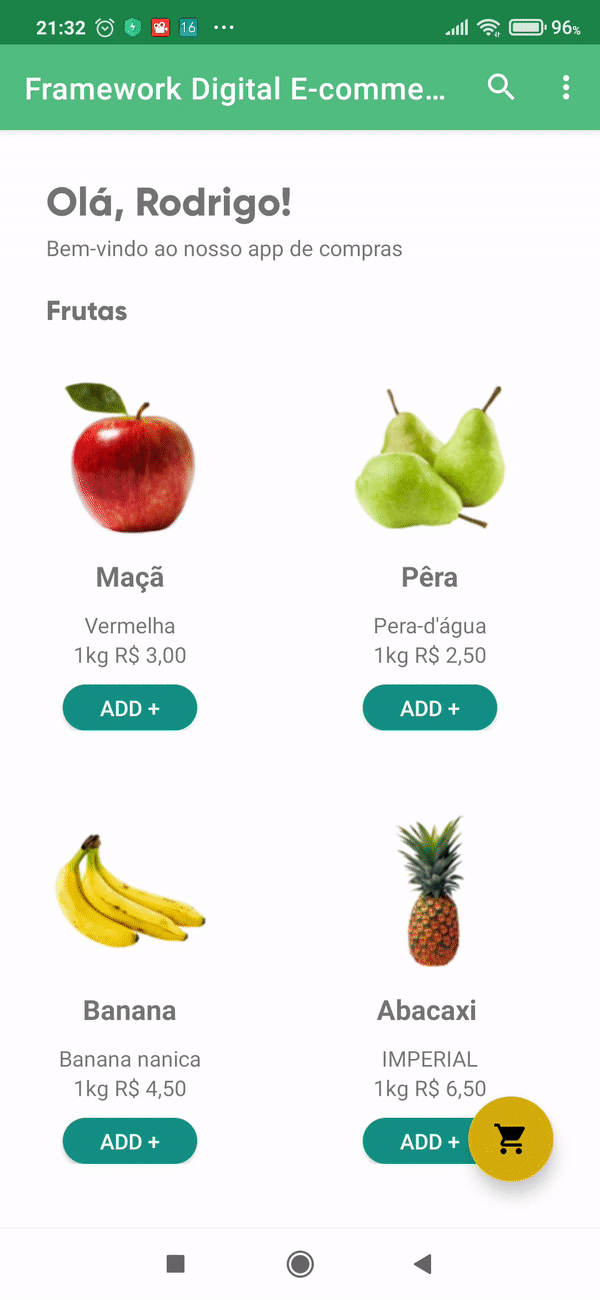 21:32 16 ... 96%
Framework Digital E-comme...
Olá, Rodrigo!
Bem-vindo ao nosso app de compras
Frutas
Maçã
Vermelha
1kg R$ 3,00
ADD +
Pêra
Pera-d'água
1kg R$ 2,50
ADD +
Banana
Banana nanica
1kg R$ 4,50
ADD +
Abacaxi
IMPERIAL
1kg R$ 6,50
ADD +